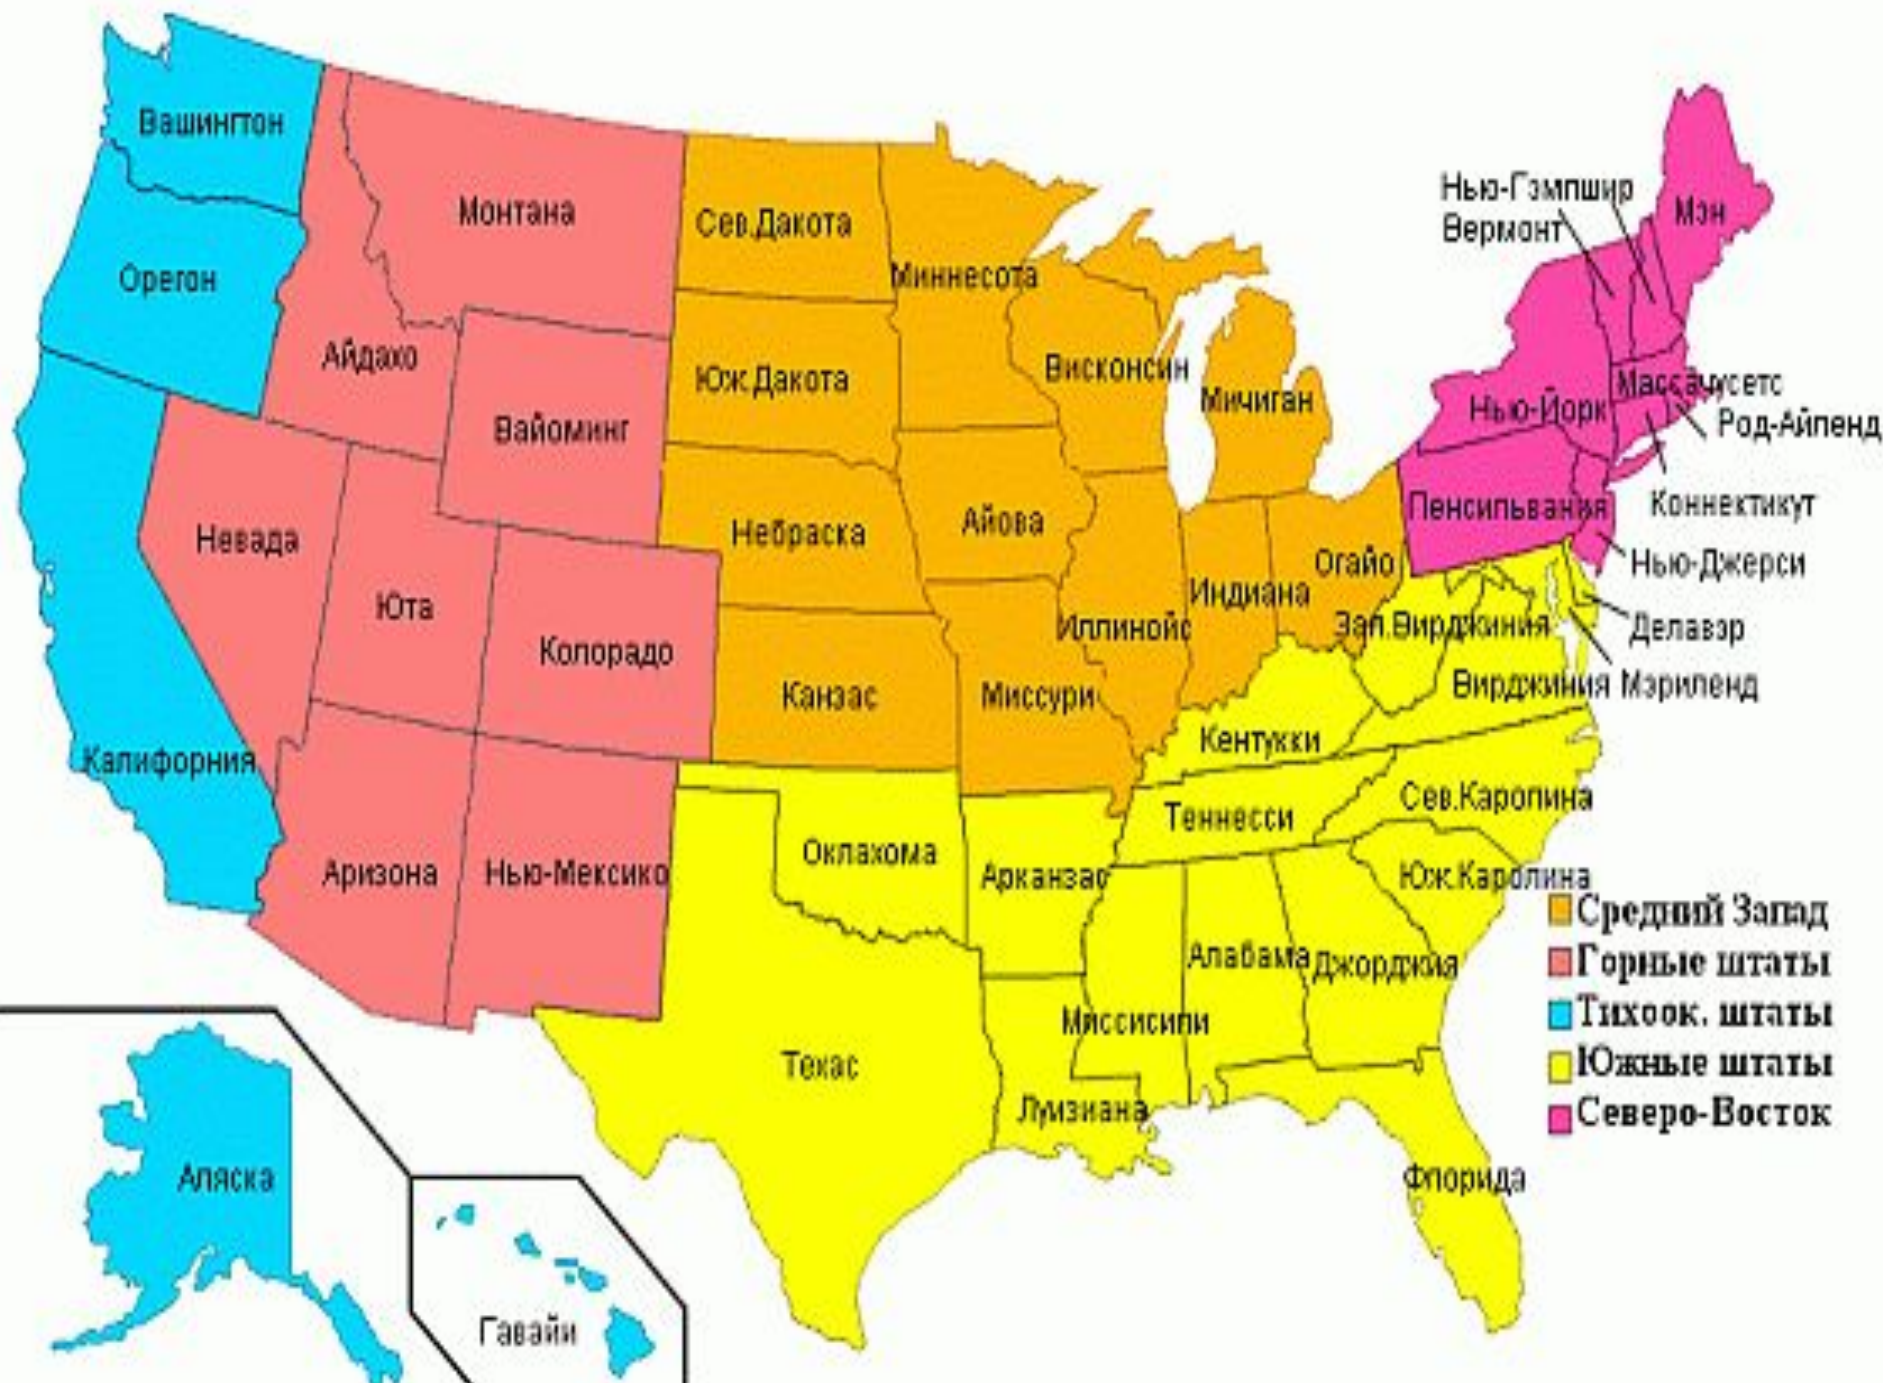 Вашингтон
Монтана
Сев.Дакота
Миннесота
Нью-Гэмпшир
Вермонт
Мэн
Орегон
Айдахо
Вайоминг
Юж.Дакота
Висконсин
Мичиган
Нью-Йорк
Массачусетс
Род-Айленд
Невада
Юта
Колорадо
Небраска
Айова
Иллинойс
Индиана
Огайо
Пенсильвания
Коннектикут
Нью-Джерси
Делавэр
Зап.Вирджиния
Вирджиния
Мэриленд
Калифорния
Канзас
Миссури
Кентукки
Теннесси
Сев.Каролина
Аризона
Нью-Мексико
Оклахома
Арканзас
Юж.Каролина
Алабама
Джорджия
Миссисипи
Техас
Луизиана
Флорида
Аляска
Гавайи
Средний Запад
Горные штаты
Тихоок. штаты
Южные штаты
Северо-Восток